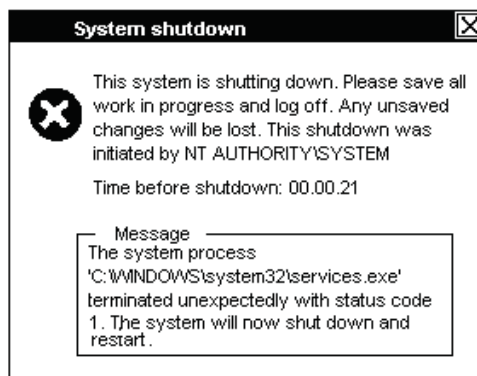 System shutdown
This system is shutting down. Please save all
work in progress and log off. Any unsaved
changes will be lost. This shutdown was
initiated by NT AUTHORITY\SYSTEM
Time before shutdown: 00.00.21
Message
The system process
'C:\WINDOWS\system32\services.exe'
terminated unexpectedly with status code
1. The system will now shut down and
restart.